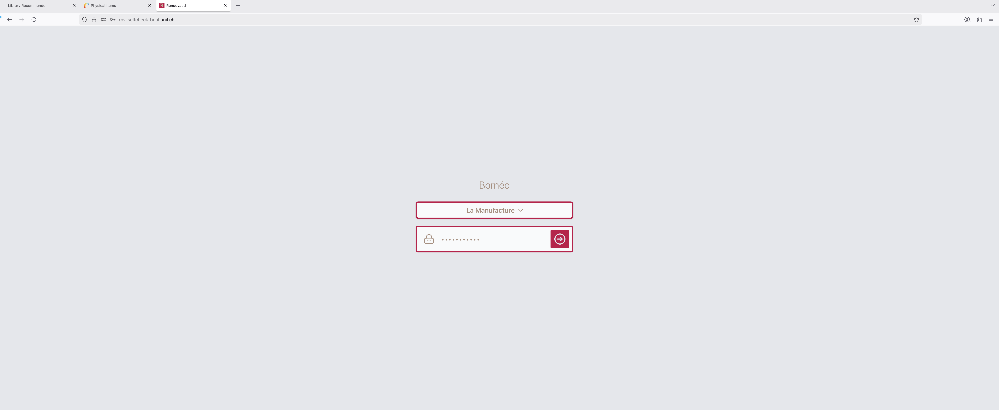 Library Recommender
Physical Items
R Renouvaud
rnv-selfcheck-bcul.unil.ch
Bornéo
La Manufacture